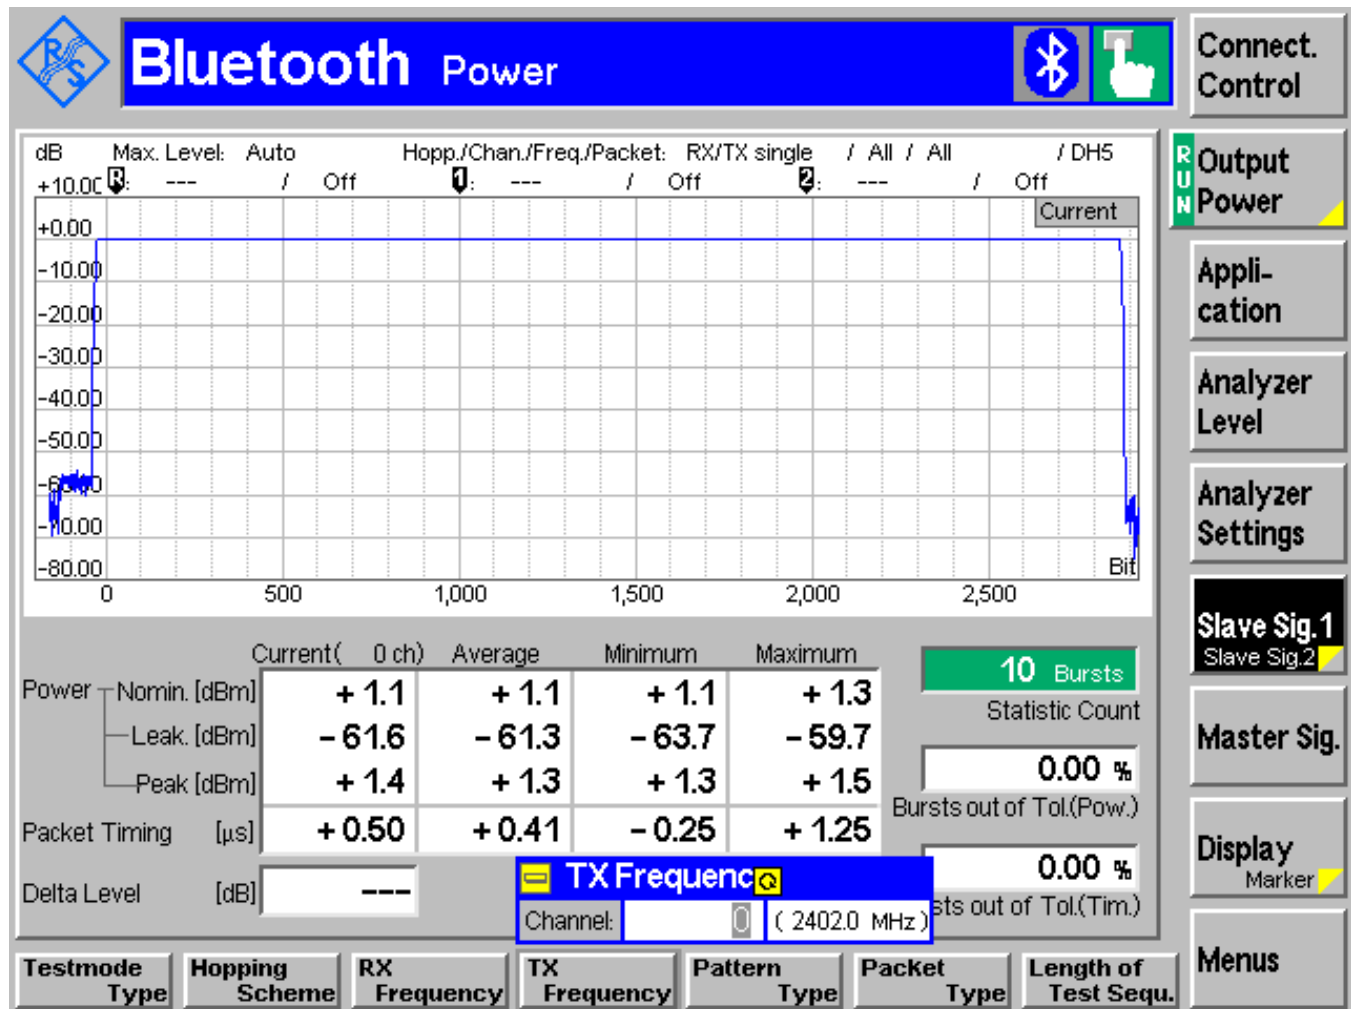 R&S Bluetooth Power
Connect. Control
dB Max. Level: Auto Hopp./Chan./Freq./Packet: RX/TX single / All / All / DH5
+10.00 R: --- / Off 1: --- / Off 2: --- / Off
Current
+0.00
-10.00
-20.00
-30.00
-40.00
-50.00
-70.00
-80.00
Bit
0 500 1,000 1,500 2,000 2,500
Current( 0 ch) Average Minimum Maximum
Power Nomin. [dBm] + 1.1 + 1.1 + 1.1 + 1.3
Leak. [dBm] - 61.6 - 61.3 - 63.7 - 59.7
Peak [dBm] + 1.4 + 1.3 + 1.3 + 1.5
Packet Timing [µs] + 0.50 + 0.41 - 0.25 + 1.25
Delta Level [dB] ---
10 Bursts
Statistic Count
0.00 %
Bursts out of Tol.(Pow.)
0.00 %
sts out of Tol.(Tim.)
TX Frequenc
Channel: 0 ( 2402.0 MHz )
RUN
Output Power
Appli-
cation
Analyzer
Level
Analyzer
Settings
Slave Sig.1
Slave Sig.2
Master Sig.
Display
Marker
Menus
Testmode Type
Hopping Scheme
RX Frequency
TX Frequency
Pattern Type
Packet Type
Length of Test Sequ.